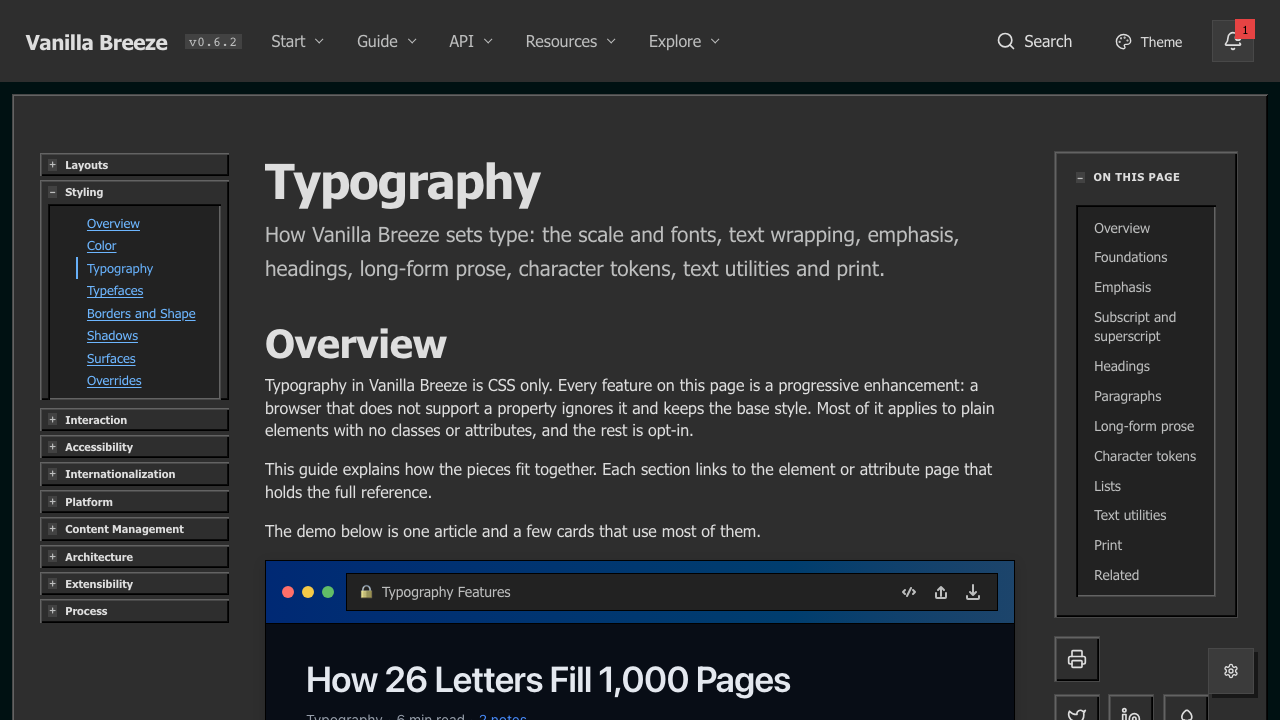 Vanilla Breeze v0.6.2 Start Guide API Resources Explore Search Theme 1
Layouts
Styling
Overview
Color
Typography
Typefaces
Borders and Shape
Shadows
Surfaces
Overrides
Interaction
Accessibility
Internationalization
Platform
Content Management
Architecture
Extensibility
Process
Typography
How Vanilla Breeze sets type: the scale and fonts, text wrapping, emphasis,
headings, long-form prose, character tokens, text utilities and print.
Overview
Typography in Vanilla Breeze is CSS only. Every feature on this page is a progressive enhancement: a
browser that does not support a property ignores it and keeps the base style. Most of it applies to plain
elements with no classes or attributes, and the rest is opt-in.
This guide explains how the pieces fit together. Each section links to the element or attribute page that
holds the full reference.
The demo below is one article and a few cards that use most of them.
Typography Features
How 26 Letters Fill 1,000 Pages
Typography 6 min read 2 notes
ON THIS PAGE
Overview
Foundations
Emphasis
Subscript and
superscript
Headings
Paragraphs
Long-form prose
Character tokens
Lists
Text utilities
Print
Related